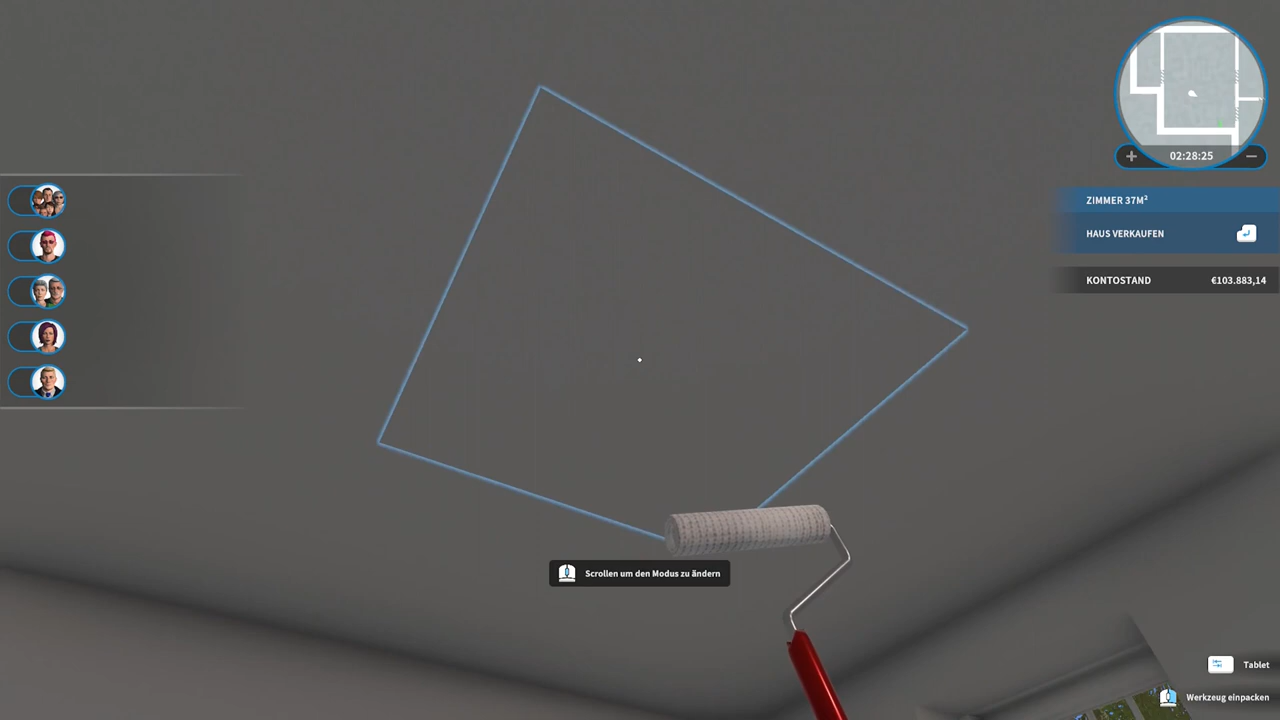 02:28:25
ZIMMER 37M²
HAUS VERKAUFEN
KONTOSTAND €103.883,14
Scrollen um den Modus zu ändern
Tablet
Werkzeug einpacken